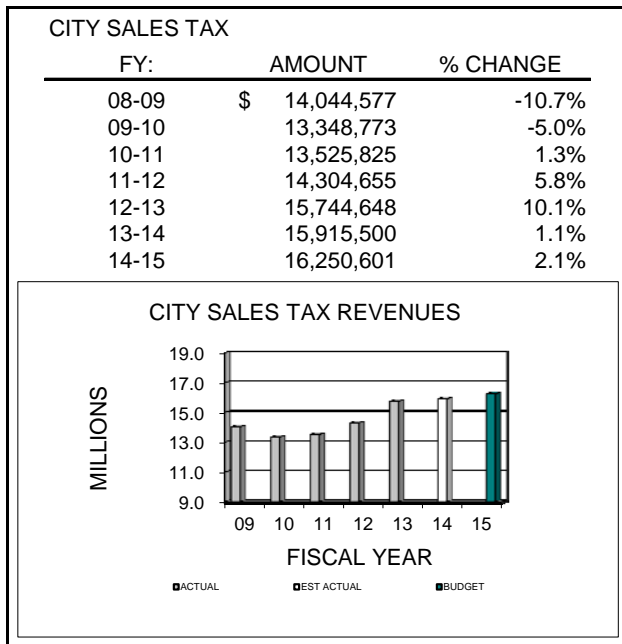 CITY SALES TAX
FY: AMOUNT % CHANGE
08-09 $ 14,044,577 -10.7%
09-10 13,348,773 -5.0%
10-11 13,525,825 1.3%
11-12 14,304,655 5.8%
12-13 15,744,648 10.1%
13-14 15,915,500 1.1%
14-15 16,250,601 2.1%
CITY SALES TAX REVENUES
MILLIONS
19.0
17.0
15.0
13.0
11.0
9.0
09 10 11 12 13 14 15
FISCAL YEAR
ACTUAL EST ACTUAL BUDGET